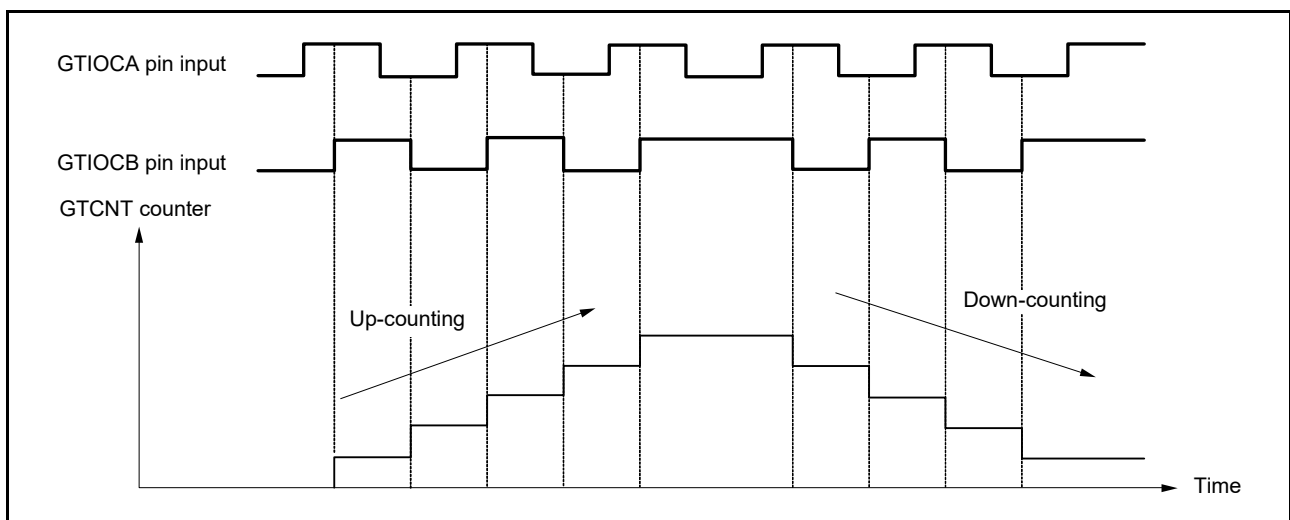 GTIOCA pin input
GTIOCB pin input
GTCNT counter
Up-counting
Down-counting
Time